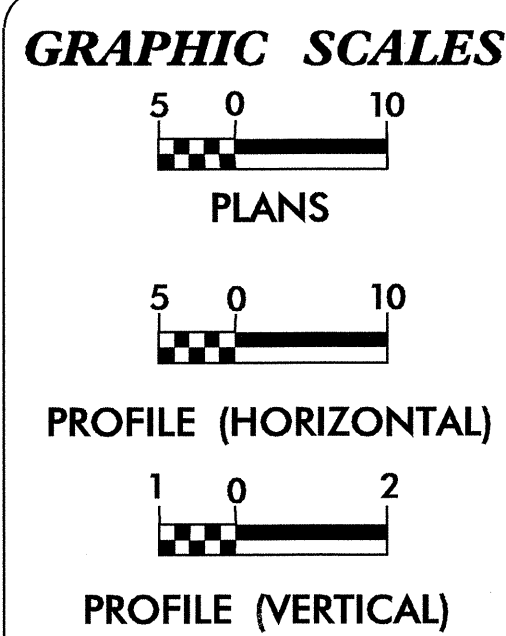 GRAPHIC SCALES
5 0 10
PLANS
5 0 10
PROFILE (HORIZONTAL)
1 0 2
PROFILE (VERTICAL)